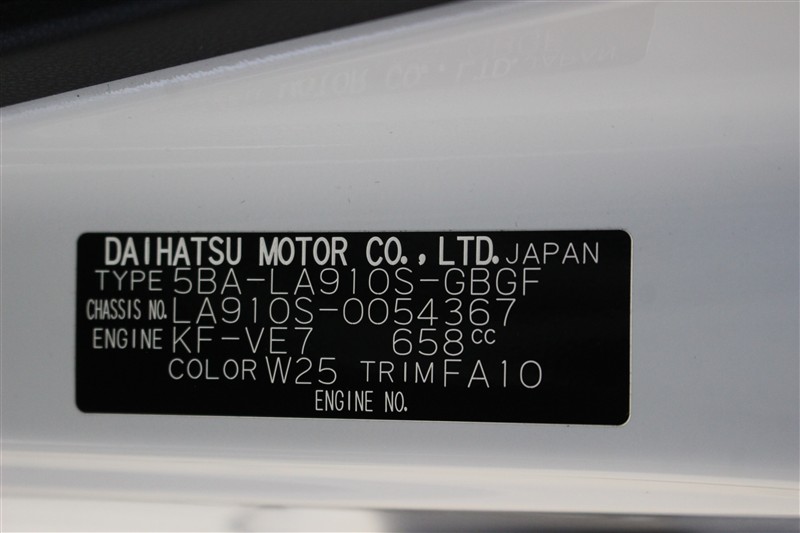 DAIHATSU MOTOR CO., LTD. JAPAN
TYPE 5BA-LA910S-GBGF
CHASSIS NO. LA910S-0054367
ENGINE KF-VE7 658cc
COLOR W25 TRIM FA10
ENGINE NO.